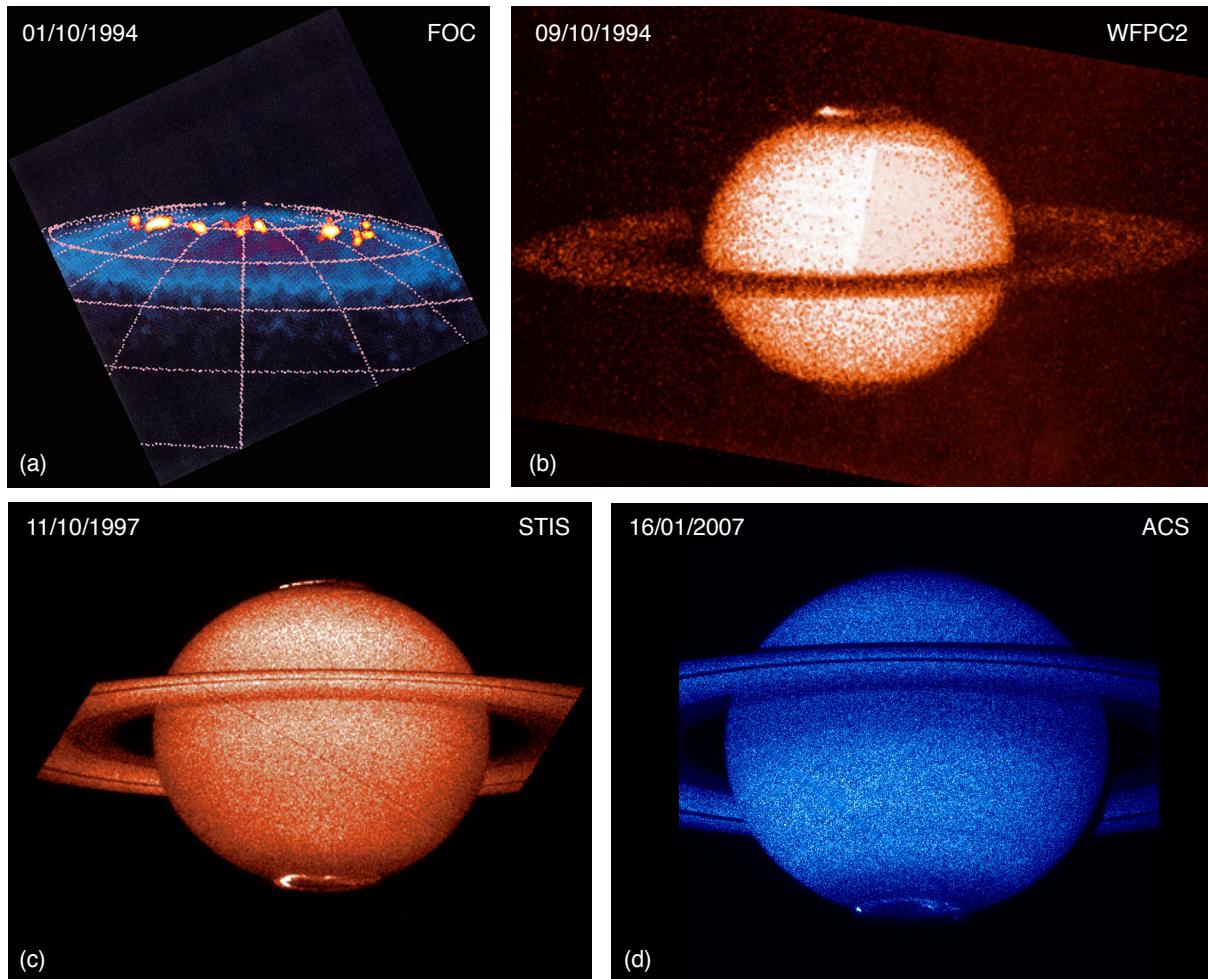 01/10/1994 FOC
(a)
09/10/1994 WFPC2
(b)
11/10/1997 STIS
(c)
16/01/2007 ACS
(d)